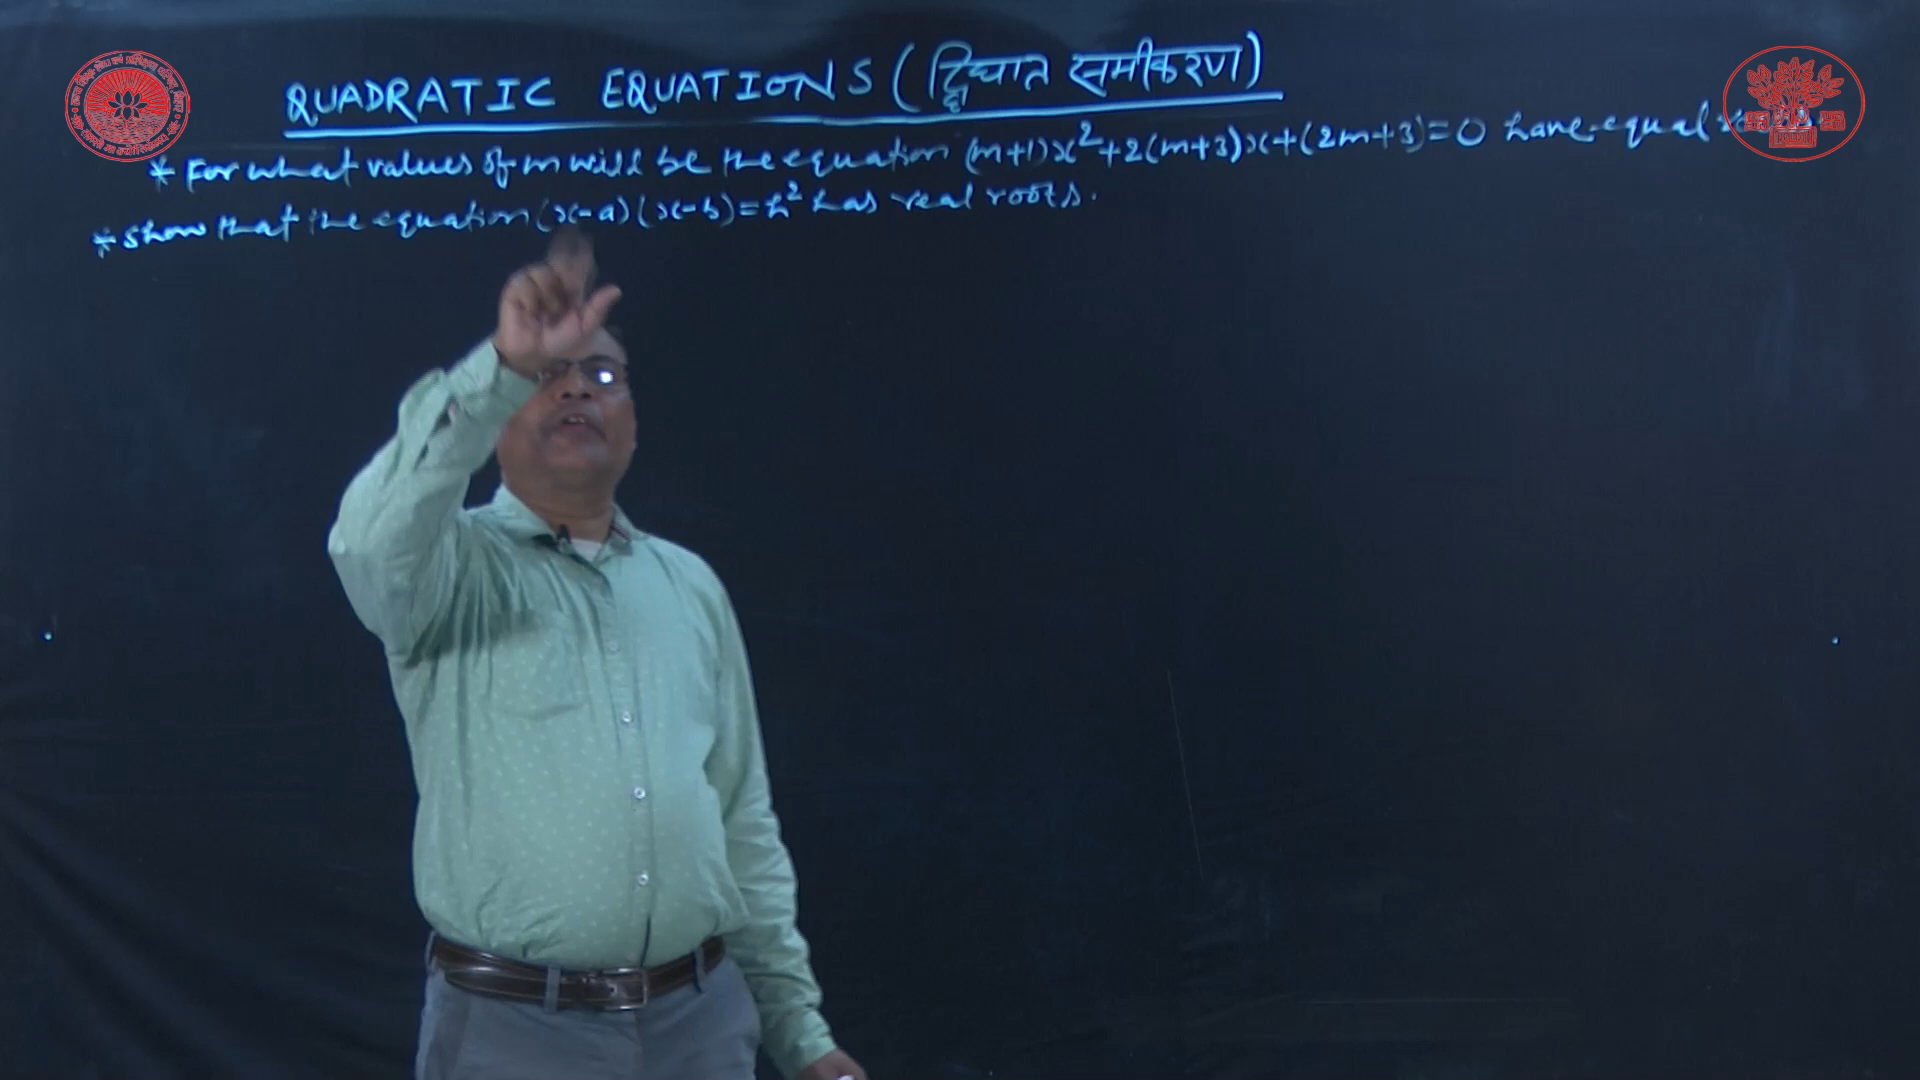 QUADRATIC EQUATIONS (द्विघात समीकरण)
* For what values of m will be the equation (m+1)x²+2(m+3)x+(2m+3)=0 have equal
* Show that the equation (x-a)(x-b)=h² has real roots.